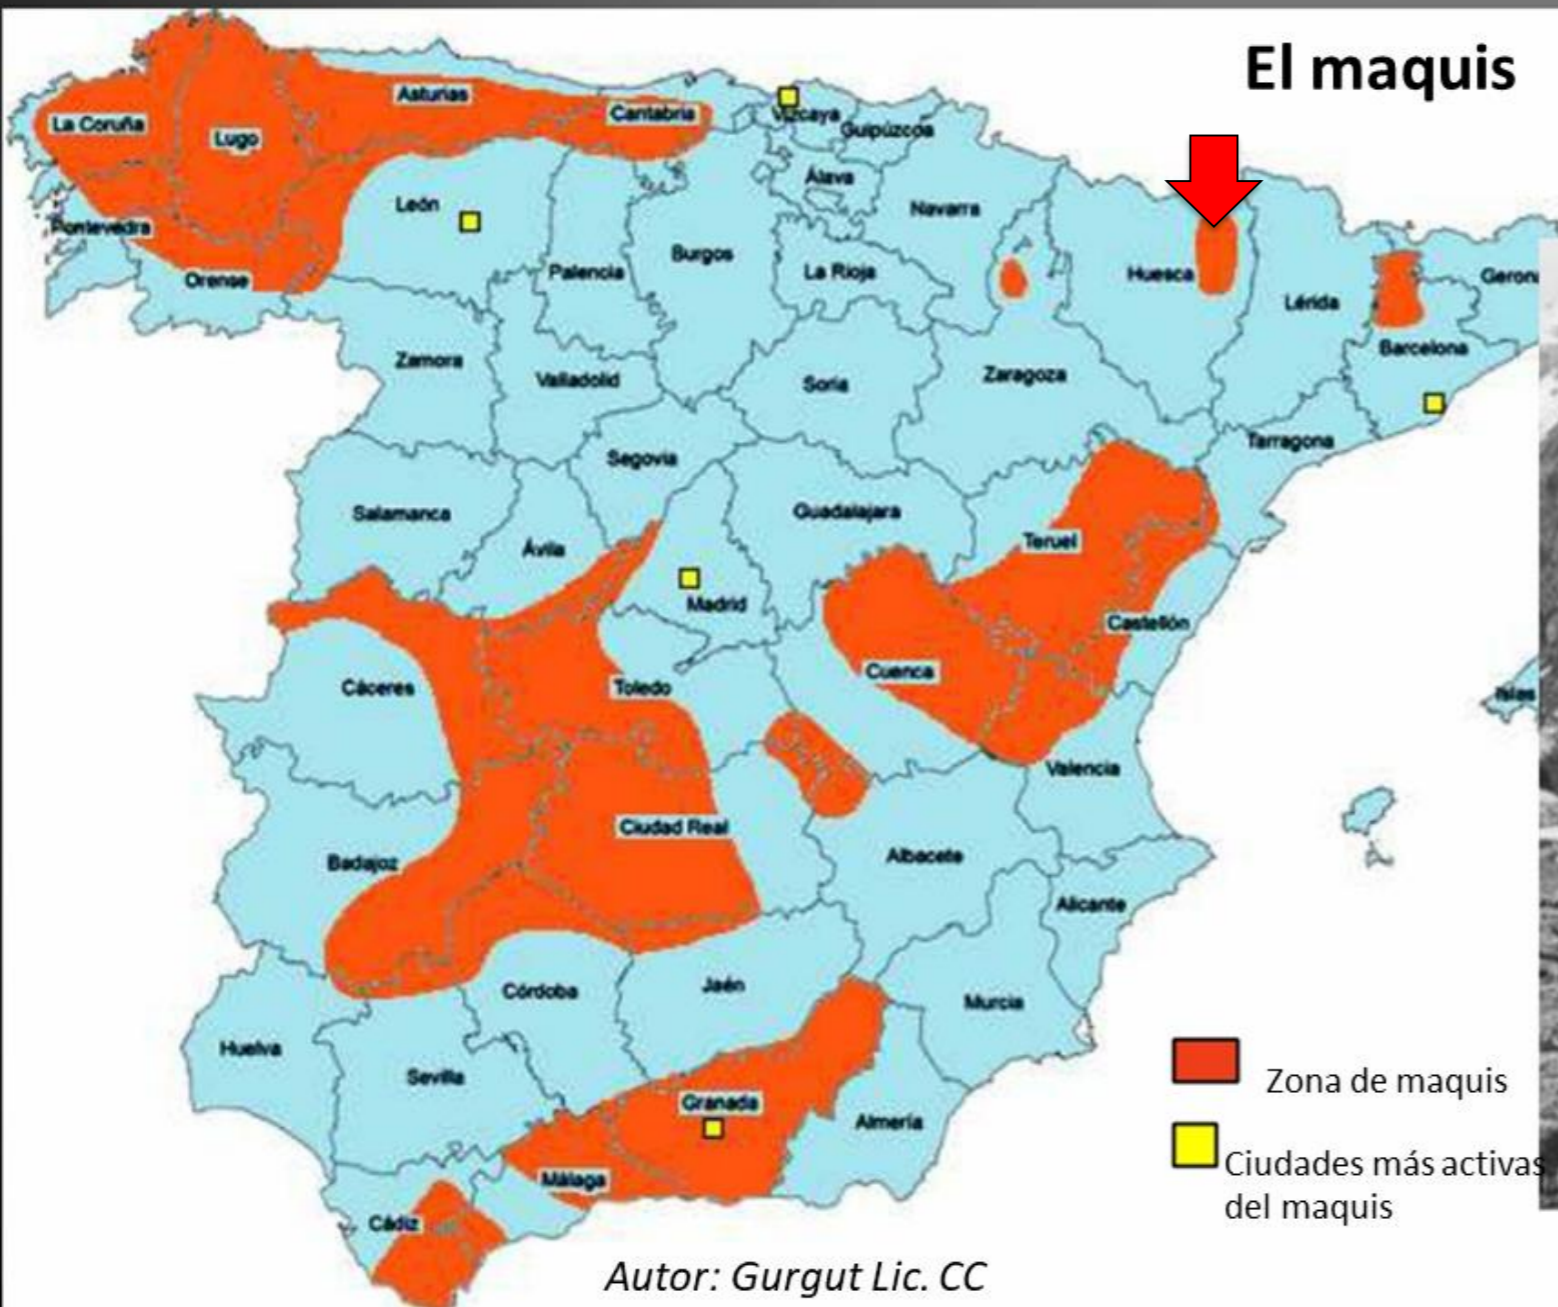 El maquis
Asturias
Cantabria
Vizcaya
Guipúzcoa
La Coruña
Lugo
Álava
León
Navarra
Pontevedra
Burgos
Palencia
La Rioja
Huesca
Gerona
Orense
Lérida
Barcelona
Zamora
Valladolid
Soria
Zaragoza
Tarragona
Segovia
Salamanca
Guadalajara
Ávila
Teruel
Madrid
Castellón
Cuenca
Cáceres
Toledo
Islas
Valencia
Ciudad Real
Badajoz
Albacete
Alicante
Córdoba
Jaén
Murcia
Huelva
Sevilla
Granada
Almería
Málaga
Cádiz
Zona de maquis
Ciudades más activas
del maquis
Autor: Gurgut Lic. CC